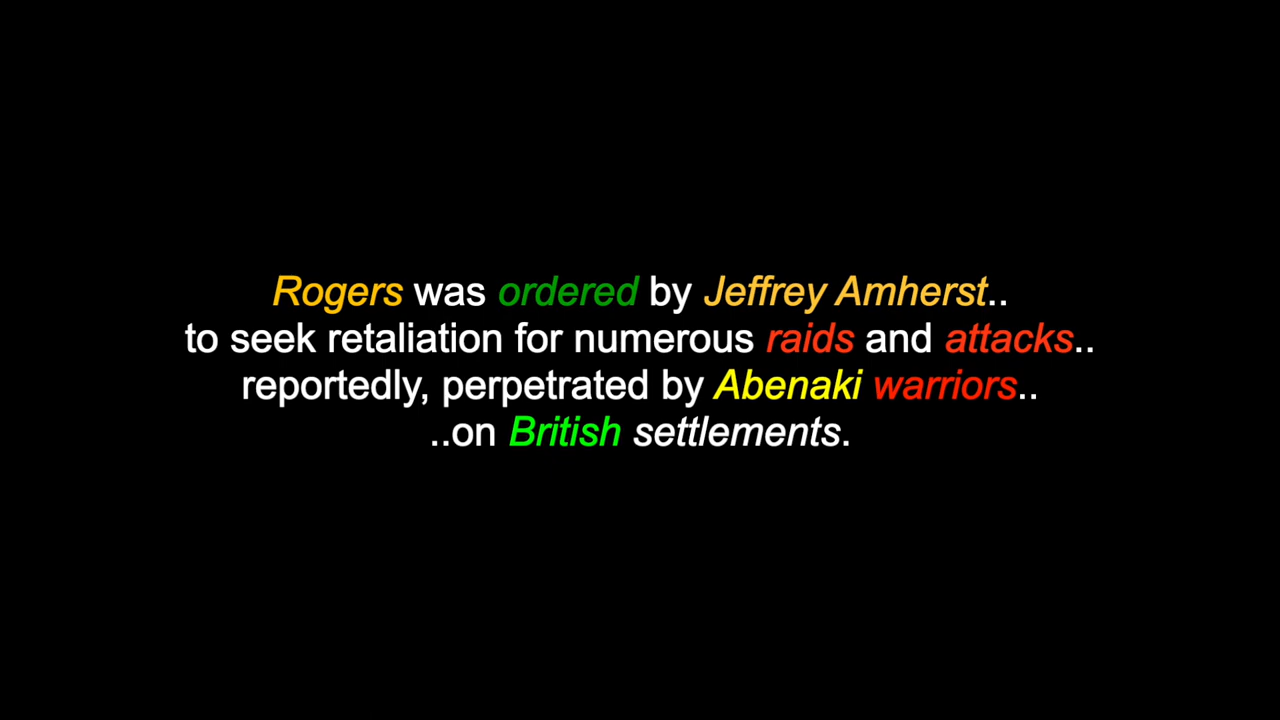 Rogers was ordered by Jeffrey Amherst..
to seek retaliation for numerous raids and attacks..
reportedly, perpetrated by Abenaki warriors..
..on British settlements.